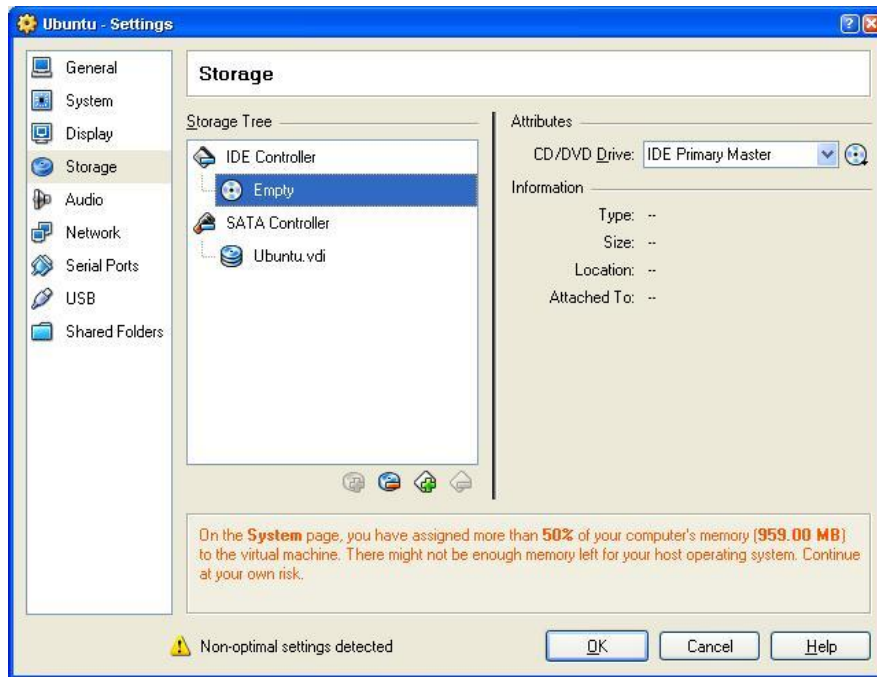 Ubuntu - Settings
General
System
Display
Storage
Audio
Network
Serial Ports
USB
Shared Folders
Storage
Storage Tree
IDE Controller
Empty
SATA Controller
Ubuntu.vdi
Attributes
CD/DVD Drive: IDE Primary Master
Information
Type: --
Size: --
Location: --
Attached To: --
On the System page, you have assigned more than 50% of your computer's memory (959.00 MB)
to the virtual machine. There might not be enough memory left for your host operating system. Continue
at your own risk.
Non-optimal settings detected
OK
Cancel
Help